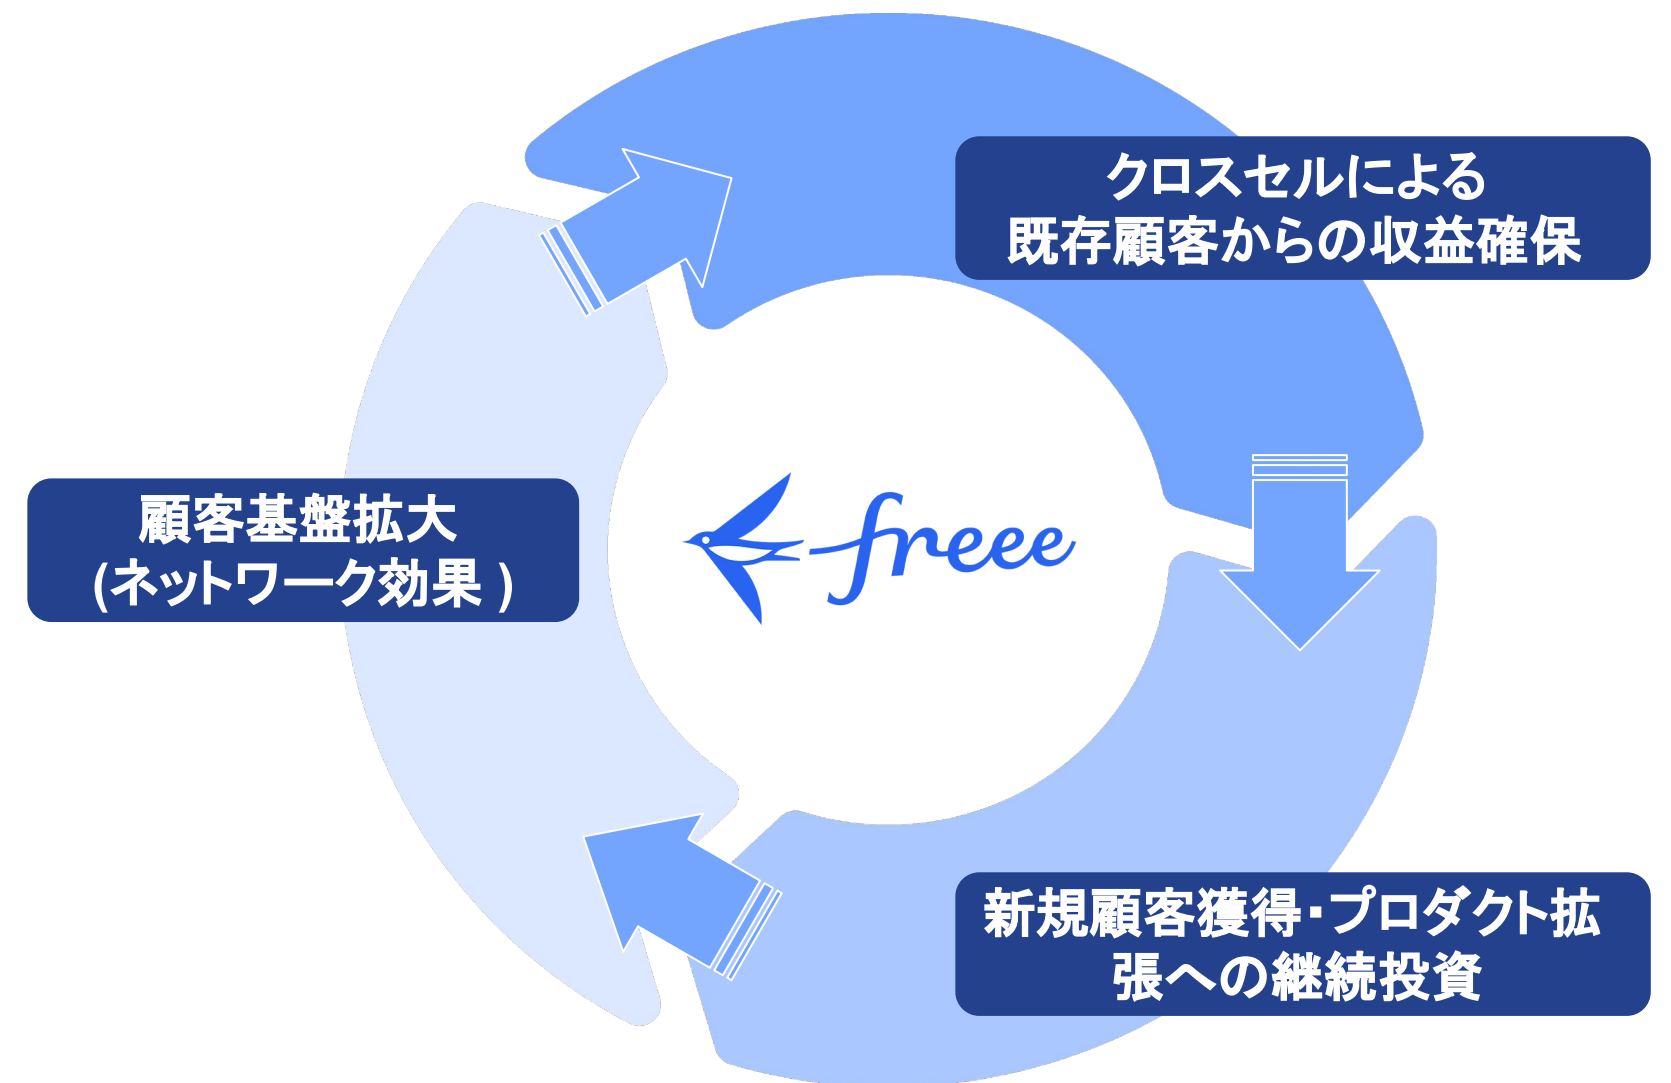 クロスセルによる
既存顧客からの収益確保
顧客基盤拡大
(ネットワーク効果 )
freee
新規顧客獲得・プロダクト拡
張への継続投資